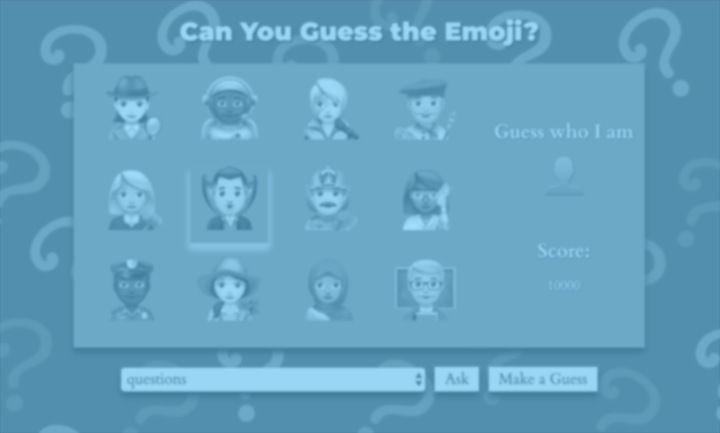 Can You Guess the Emoji?
Guess who I am
Score:
10000
questions
Ask
Make a Guess